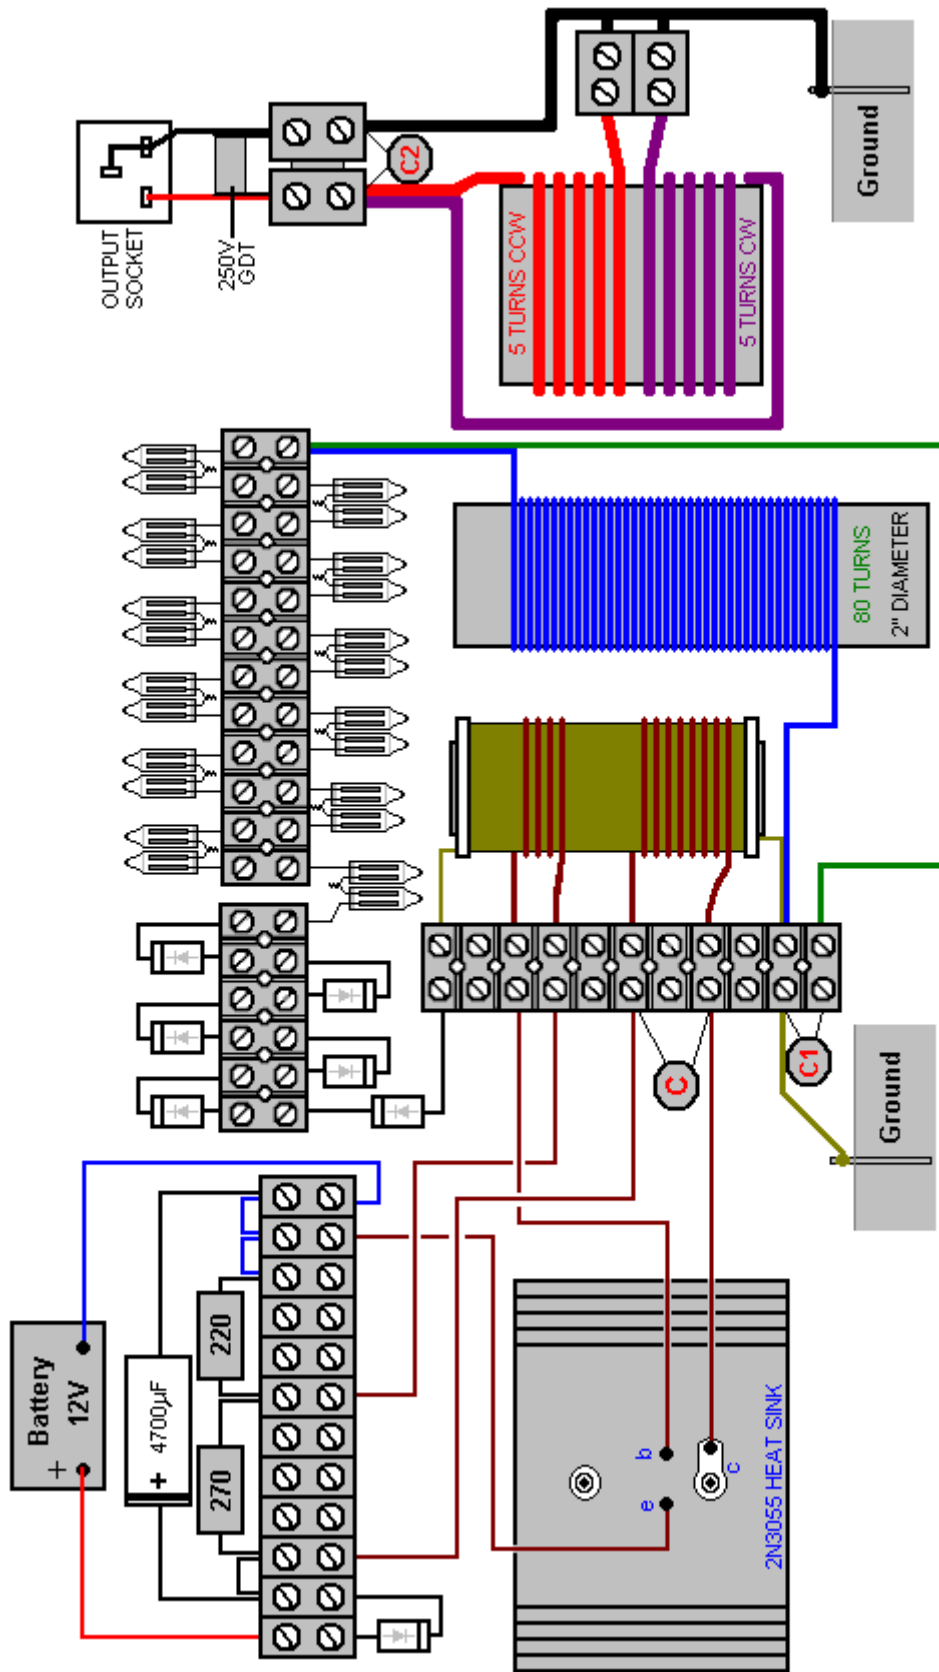 Battery
12V
+
+ 4700µF
270
220
2N3055 HEAT SINK
e
b
c
C
C1
Ground
80 TURNS
2" DIAMETER
OUTPUT
SOCKET
250V
GDT
C2
5 TURNS CCW
5 TURNS CW
Ground